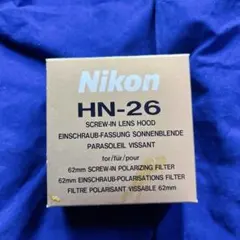 Nikon
HN-26
SCREW-IN LENS HOOD
EINSCHRAUB-FASSUNG SONNENBLENDE
PARASOLEIL VISSANT
for/für/pour
62mm SCREW-IN POLARIZING FILTER
62mm EINSCHRAUB-POLARISATIONS FILTER
FILTRE POLARISANT VISSABLE 62mm